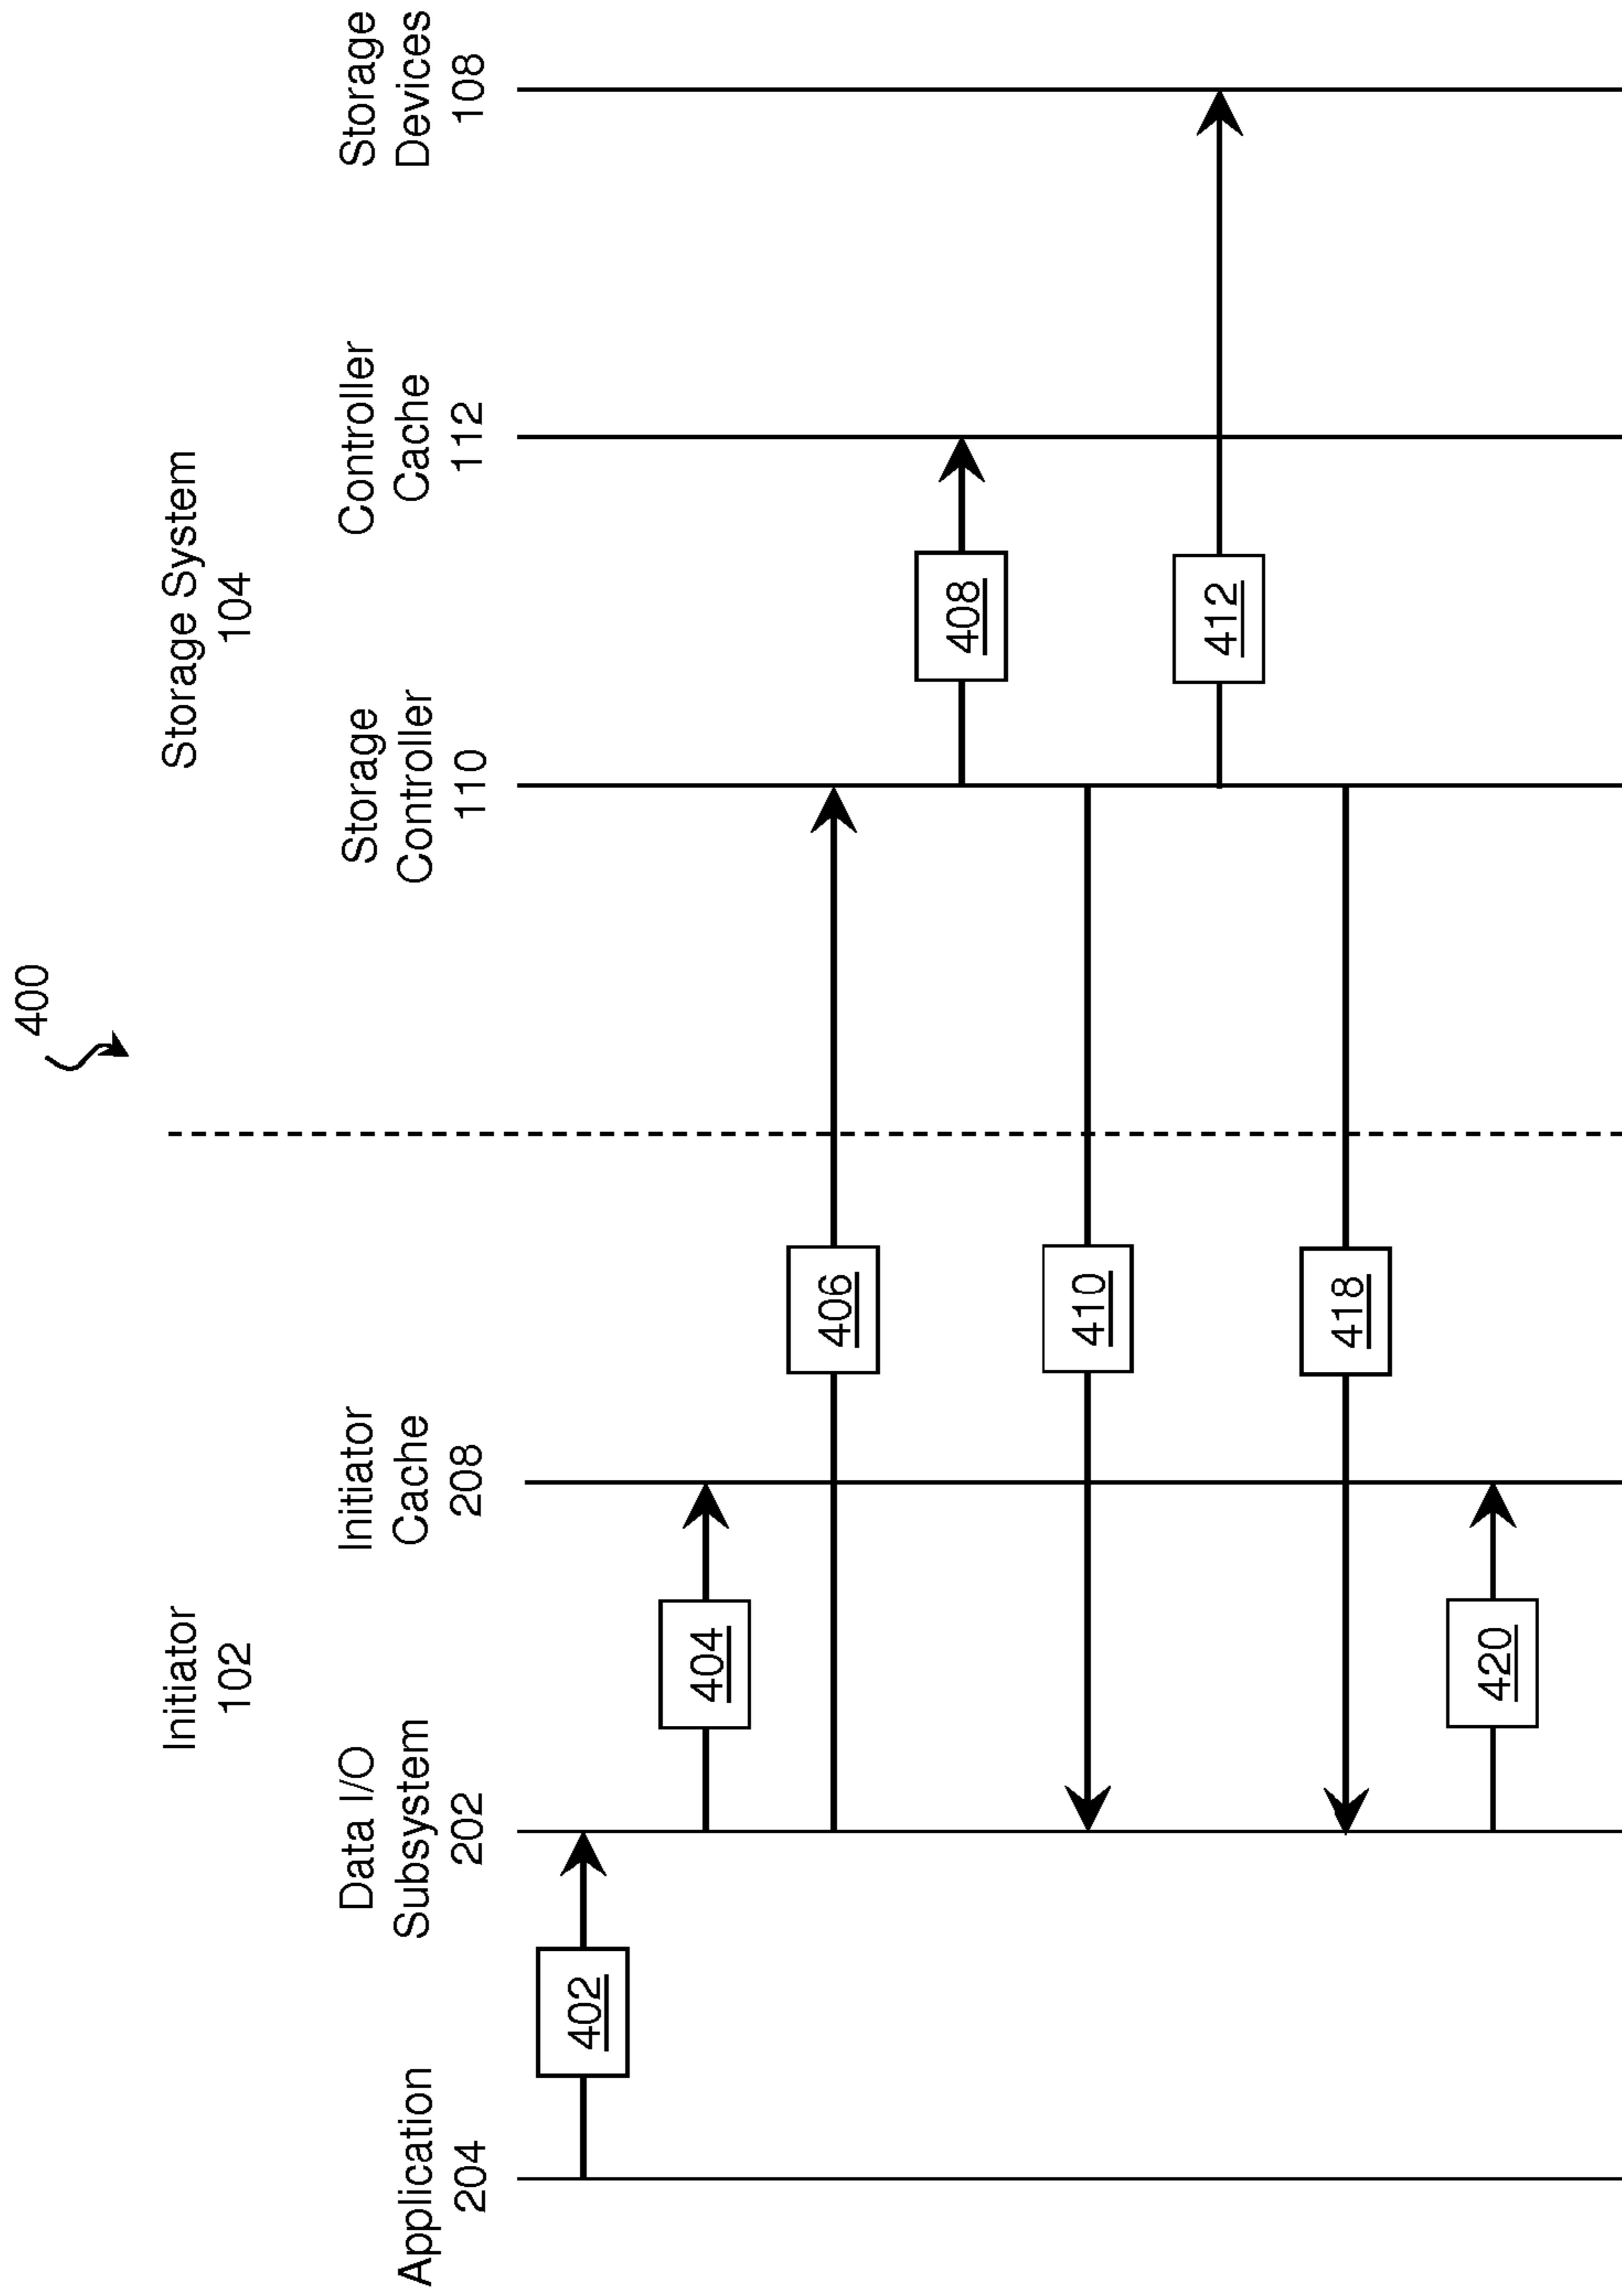 400
Initiator
102
Storage System
104
Application
204
Data I/O
Subsystem
202
Initiator
Cache
208
Storage
Controller
110
Controller
Cache
112
Storage
Devices
108
402
404
406
408
410
412
418
420